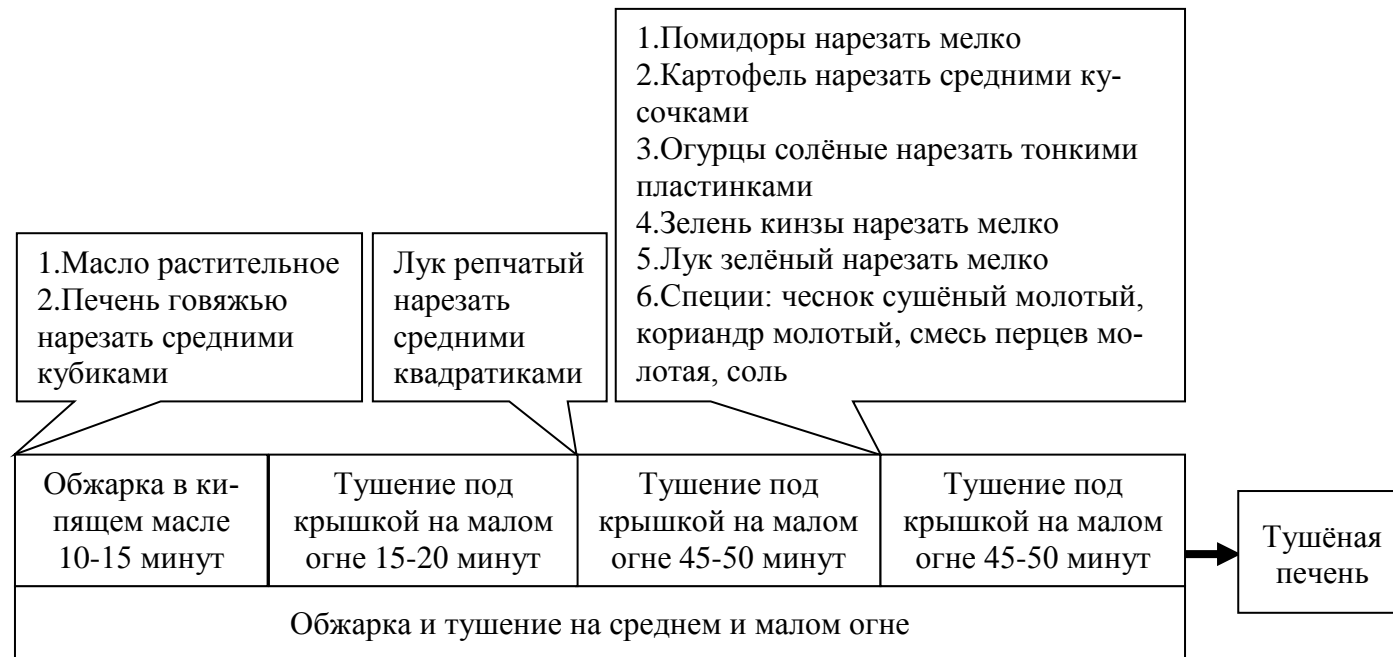 1.Помидоры нарезать мелко
2.Картофель нарезать средними ку-
сочками
3.Огурцы солёные нарезать тонкими
пластинками
4.Зелень кинзы нарезать мелко
5.Лук зелёный нарезать мелко
6.Специи: чеснок сушёный молотый,
кориандр молотый, смесь перцев мо-
лотая, соль
1.Масло растительное
2.Печень говяжью
нарезать средними
кубиками
Лук репчатый
нарезать
средними
квадратиками
Обжарка в ки-
пящем масле
10-15 минут
Тушение под
крышкой на малом
огне 15-20 минут
Тушение под
крышкой на малом
огне 45-50 минут
Тушение под
крышкой на малом
огне 45-50 минут
Тушёная
печень
Обжарка и тушение на среднем и малом огне